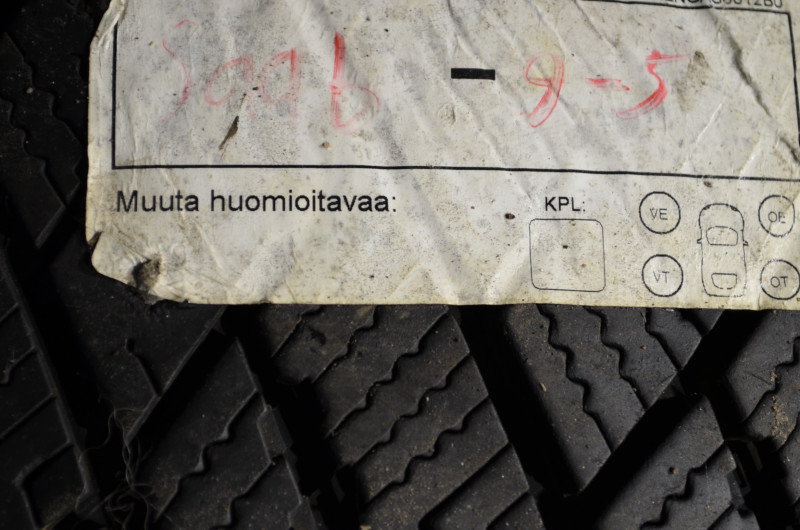 Saab - 9-5
Muuta huomioitavaa: KPL:
VE OE
VT OT